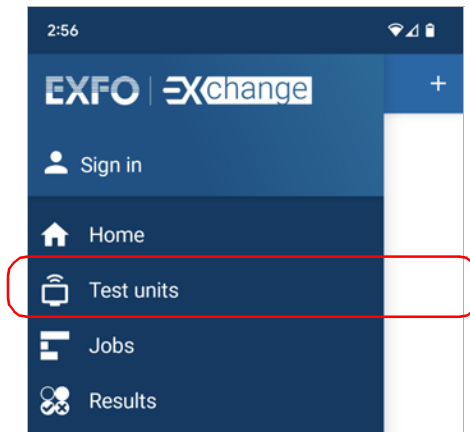 2:56
EXFO | EXchange
+
Sign in
Home
Test units
Jobs
Results